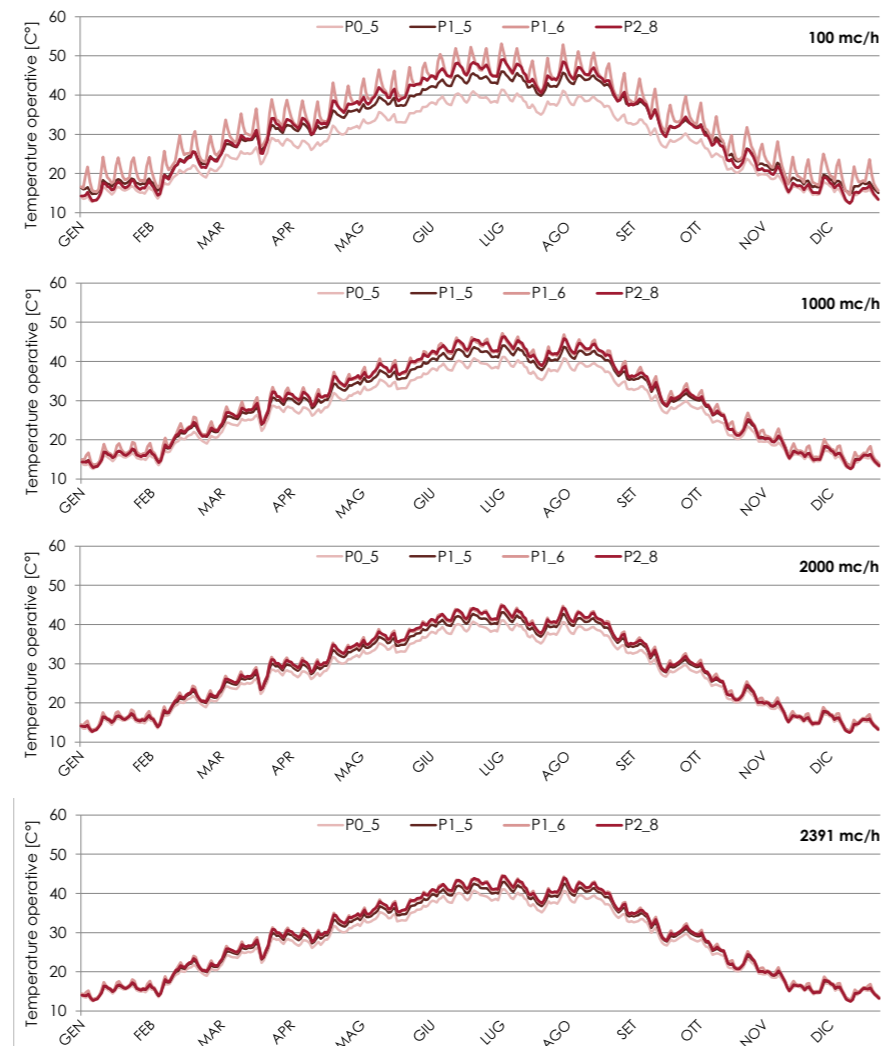 60
P0_5 P1_5 P1_6 P2_8
100 mc/h
50
40
30
20
10
Temperature operative [C°]
GEN FEB MAR APR MAG GIU LUG AGO SET OTT NOV DIC
60
P0_5 P1_5 P1_6 P2_8
1000 mc/h
50
40
30
20
10
Temperature operative [C°]
GEN FEB MAR APR MAG GIU LUG AGO SET OTT NOV DIC
60
P0_5 P1_5 P1_6 P2_8
2000 mc/h
50
40
30
20
10
Temperature operative [C°]
GEN FEB MAR APR MAG GIU LUG AGO SET OTT NOV DIC
60
P0_5 P1_5 P1_6 P2_8
2391 mc/h
50
40
30
20
10
Temperature operative [C°]
GEN FEB MAR APR MAG GIU LUG AGO SET OTT NOV DIC